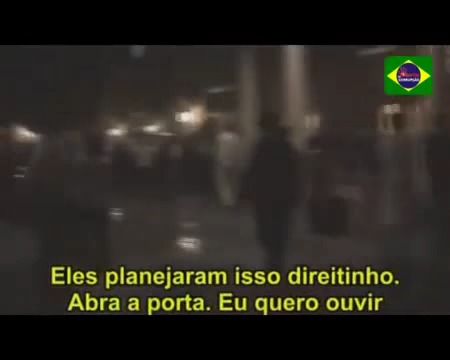 Eles planejaram isso direitinho.
Abra a porta. Eu quero ouvir